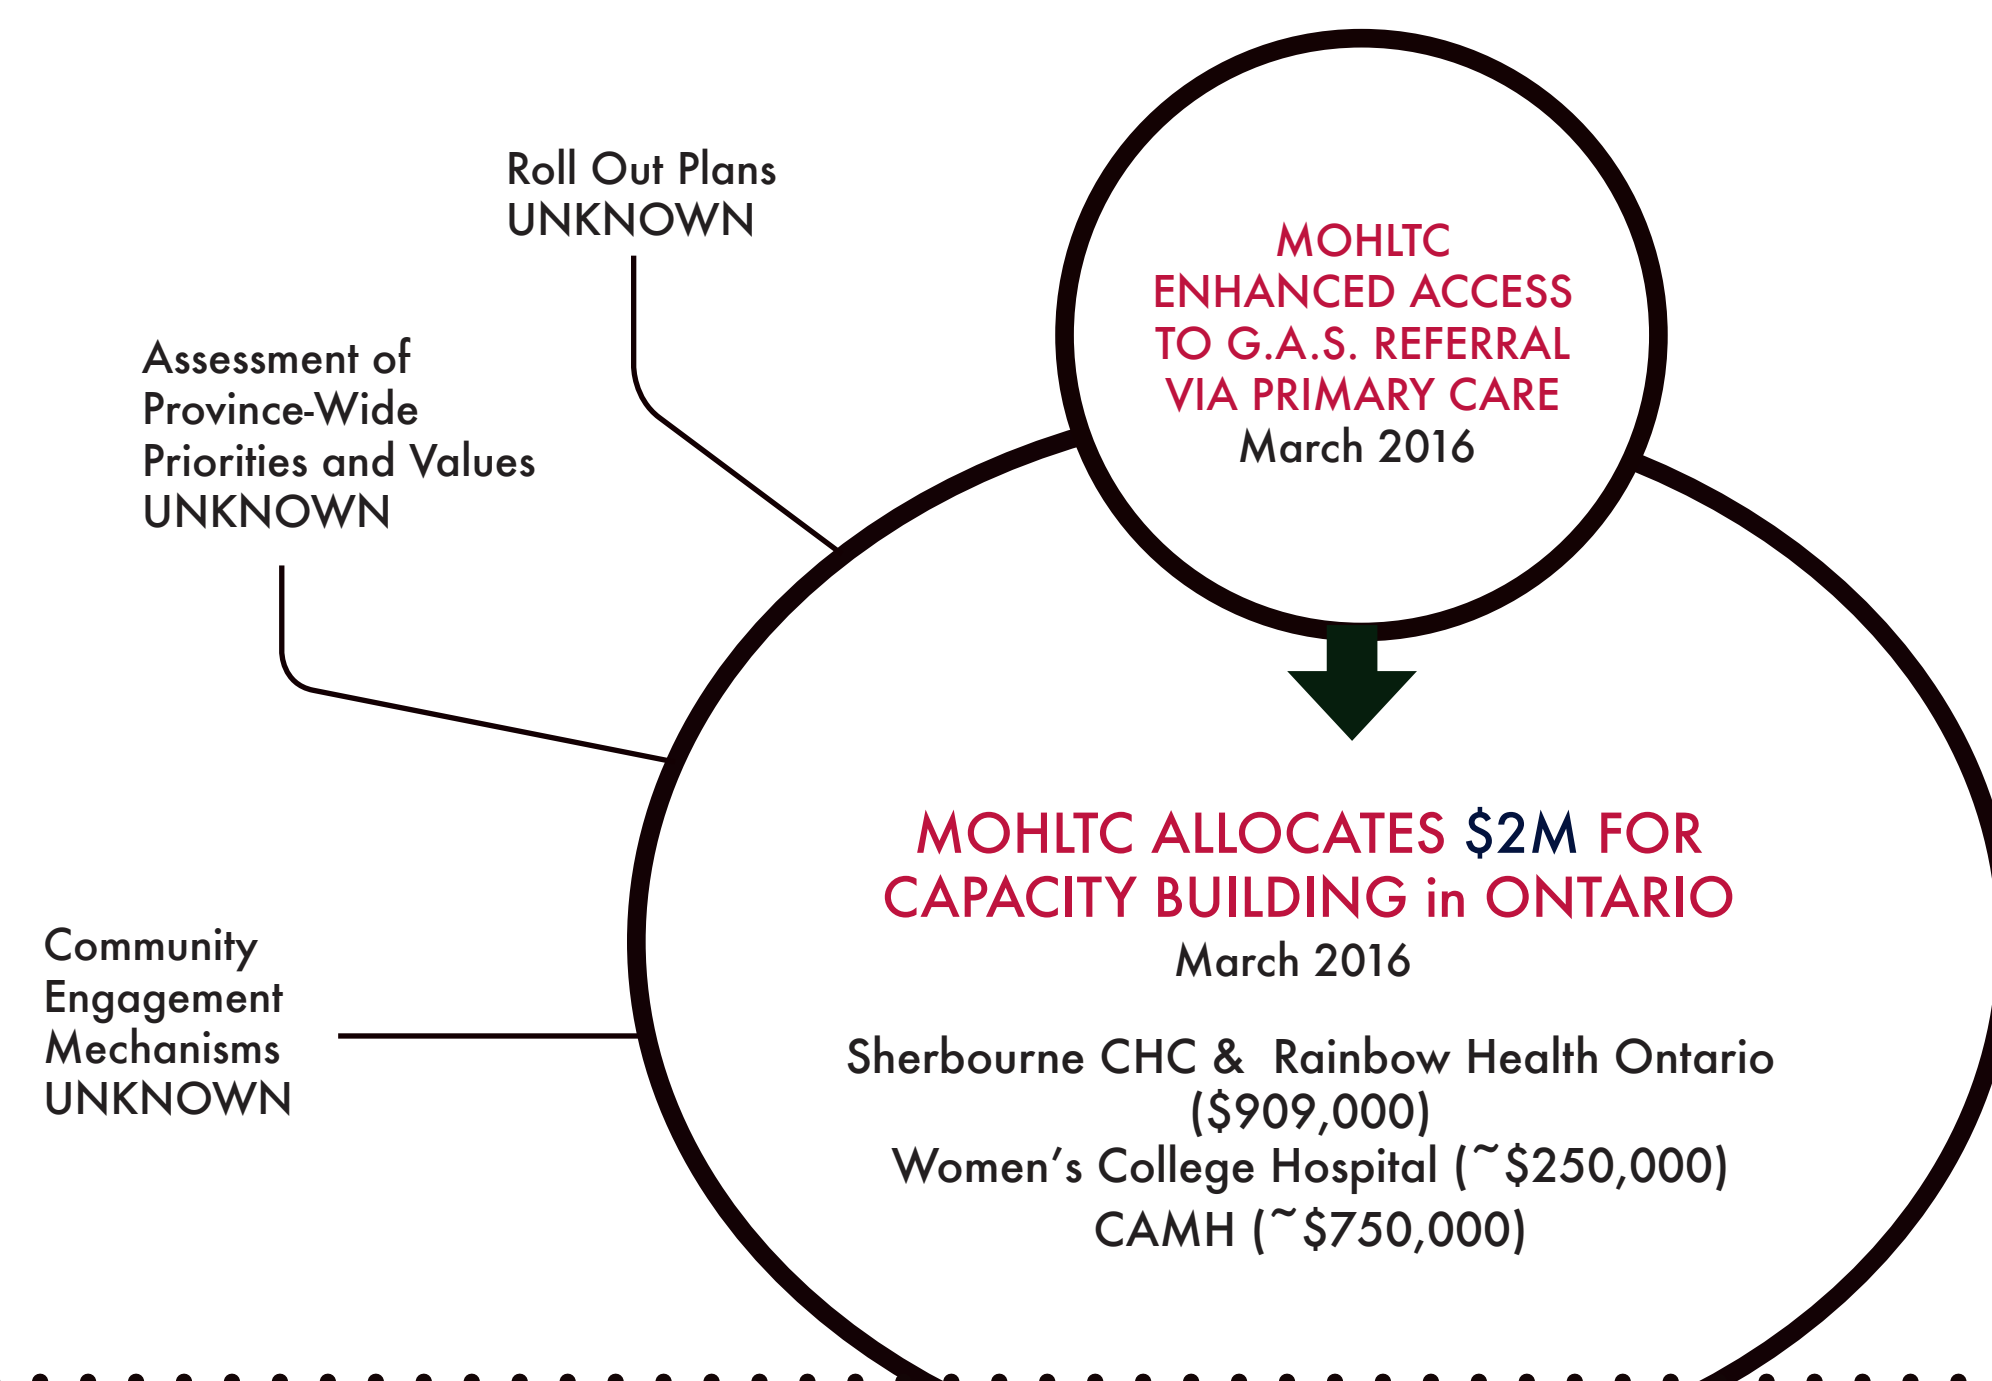 Roll Out Plans
UNKNOWN
MOHLTC
ENHANCED ACCESS
TO G.A.S. REFERRAL
VIA PRIMARY CARE
March 2016
Assessment of
Province-Wide
Priorities and Values
UNKNOWN
MOHLTC ALLOCATES $2M FOR
CAPACITY BUILDING in ONTARIO
March 2016
Community
Engagement
Mechanisms
UNKNOWN
Sherbourne CHC & Rainbow Health Ontario
($909,000)
Women's College Hospital (~$250,000)
CAMH (~$750,000)